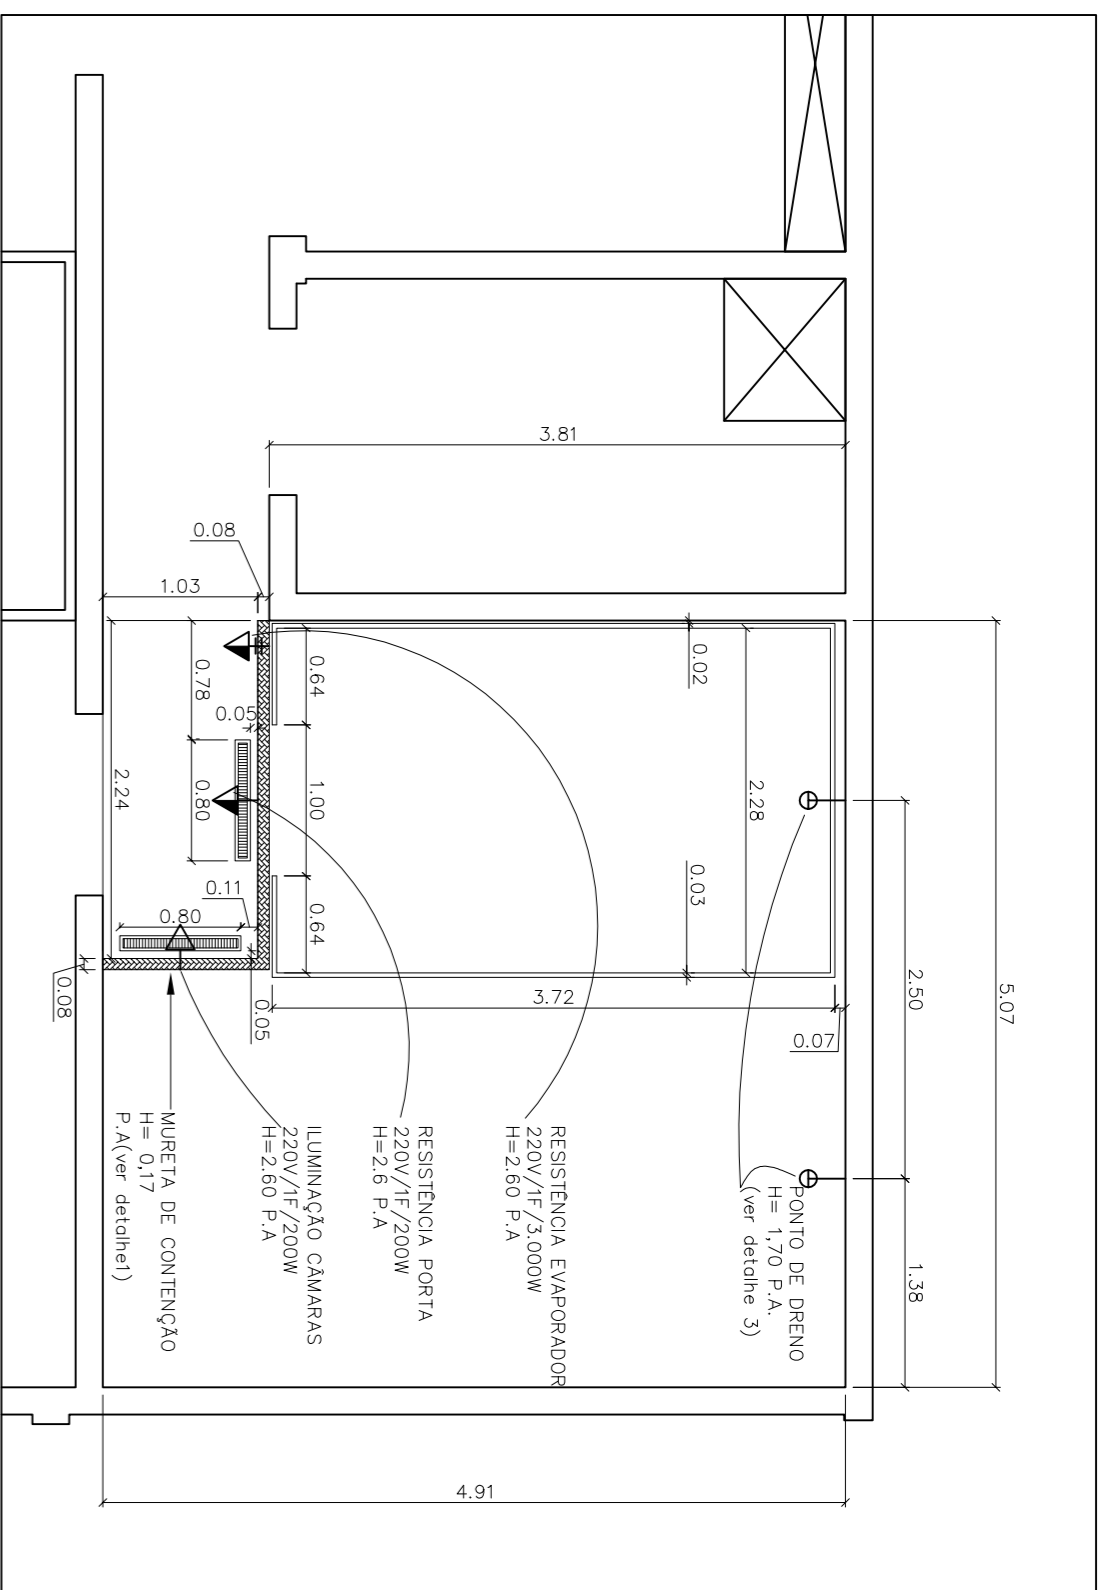 5.07
2.50
1.38
0.07
3.72
2.28
0.02
0.03
3.81
0.08
1.03
0.64
1.00
0.64
0.78
0.05
0.80
2.24
0.11
0.80
0.05
0.08
4.91
PONTO DE DRENO
H= 1,70 P.A.
(ver detalhe 3)
RESISTÊNCIA EVAPORADOR
220V/1F/3.000W
H=2.60 P.A
RESISTÊNCIA PORTA
220V/1F/200W
H=2.6 P.A
ILUMINAÇÃO CÂMARAS
220V/1F/200W
H=2.60 P.A
MURETA DE CONTENÇÃO
H= 0,17
P.A(ver detalhe1)